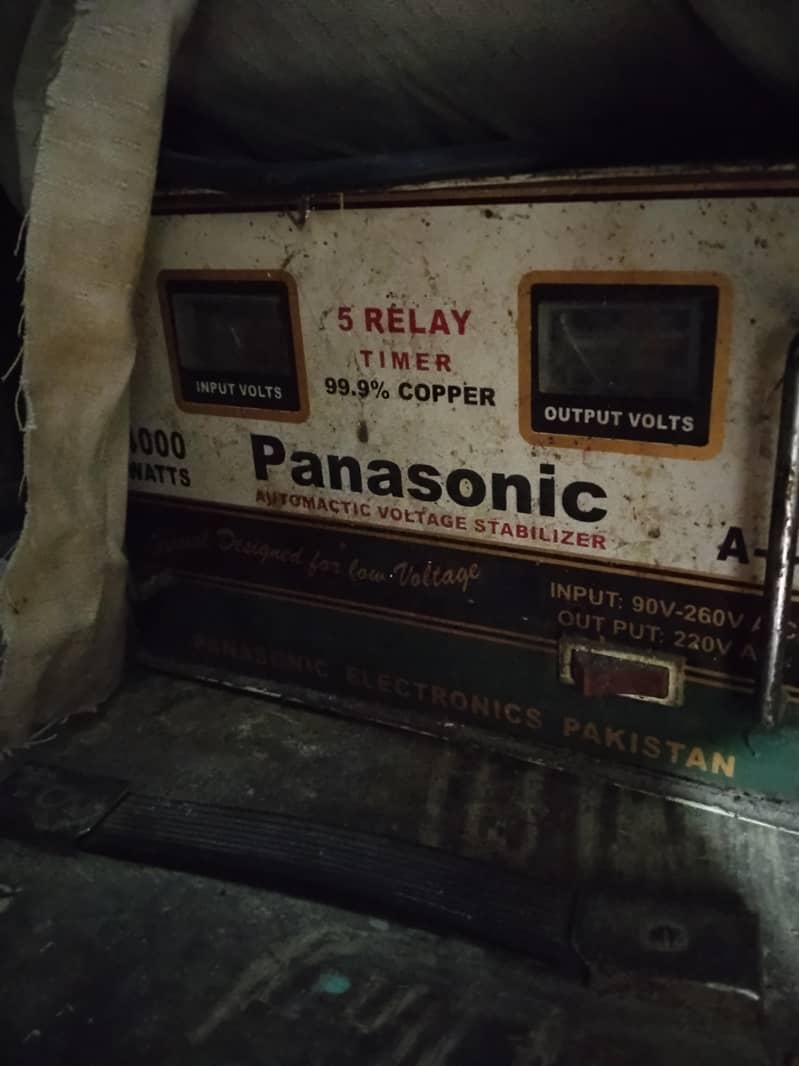 5 RELAY
TIMER
99.9% COPPER
INPUT VOLTS
OUTPUT VOLTS
000
WATTS
Panasonic
AUTOMACTIC VOLTAGE STABILIZER
A-
Designed for low Voltage
INPUT: 90V-260V A C
OUT PUT: 220V A
PANASONIC ELECTRONICS PAKISTAN